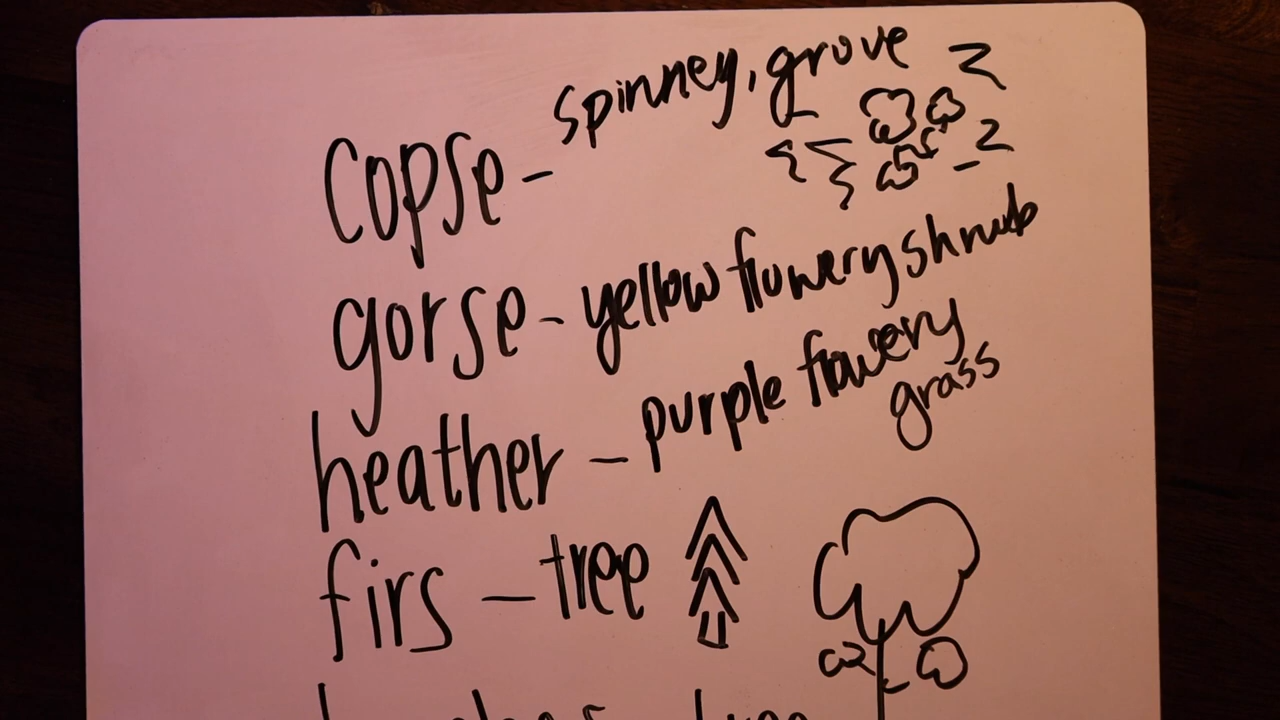 copse - spinney, grove
gorse - yellow flowery shrub
heather - purple flowery
grass
firs - tree